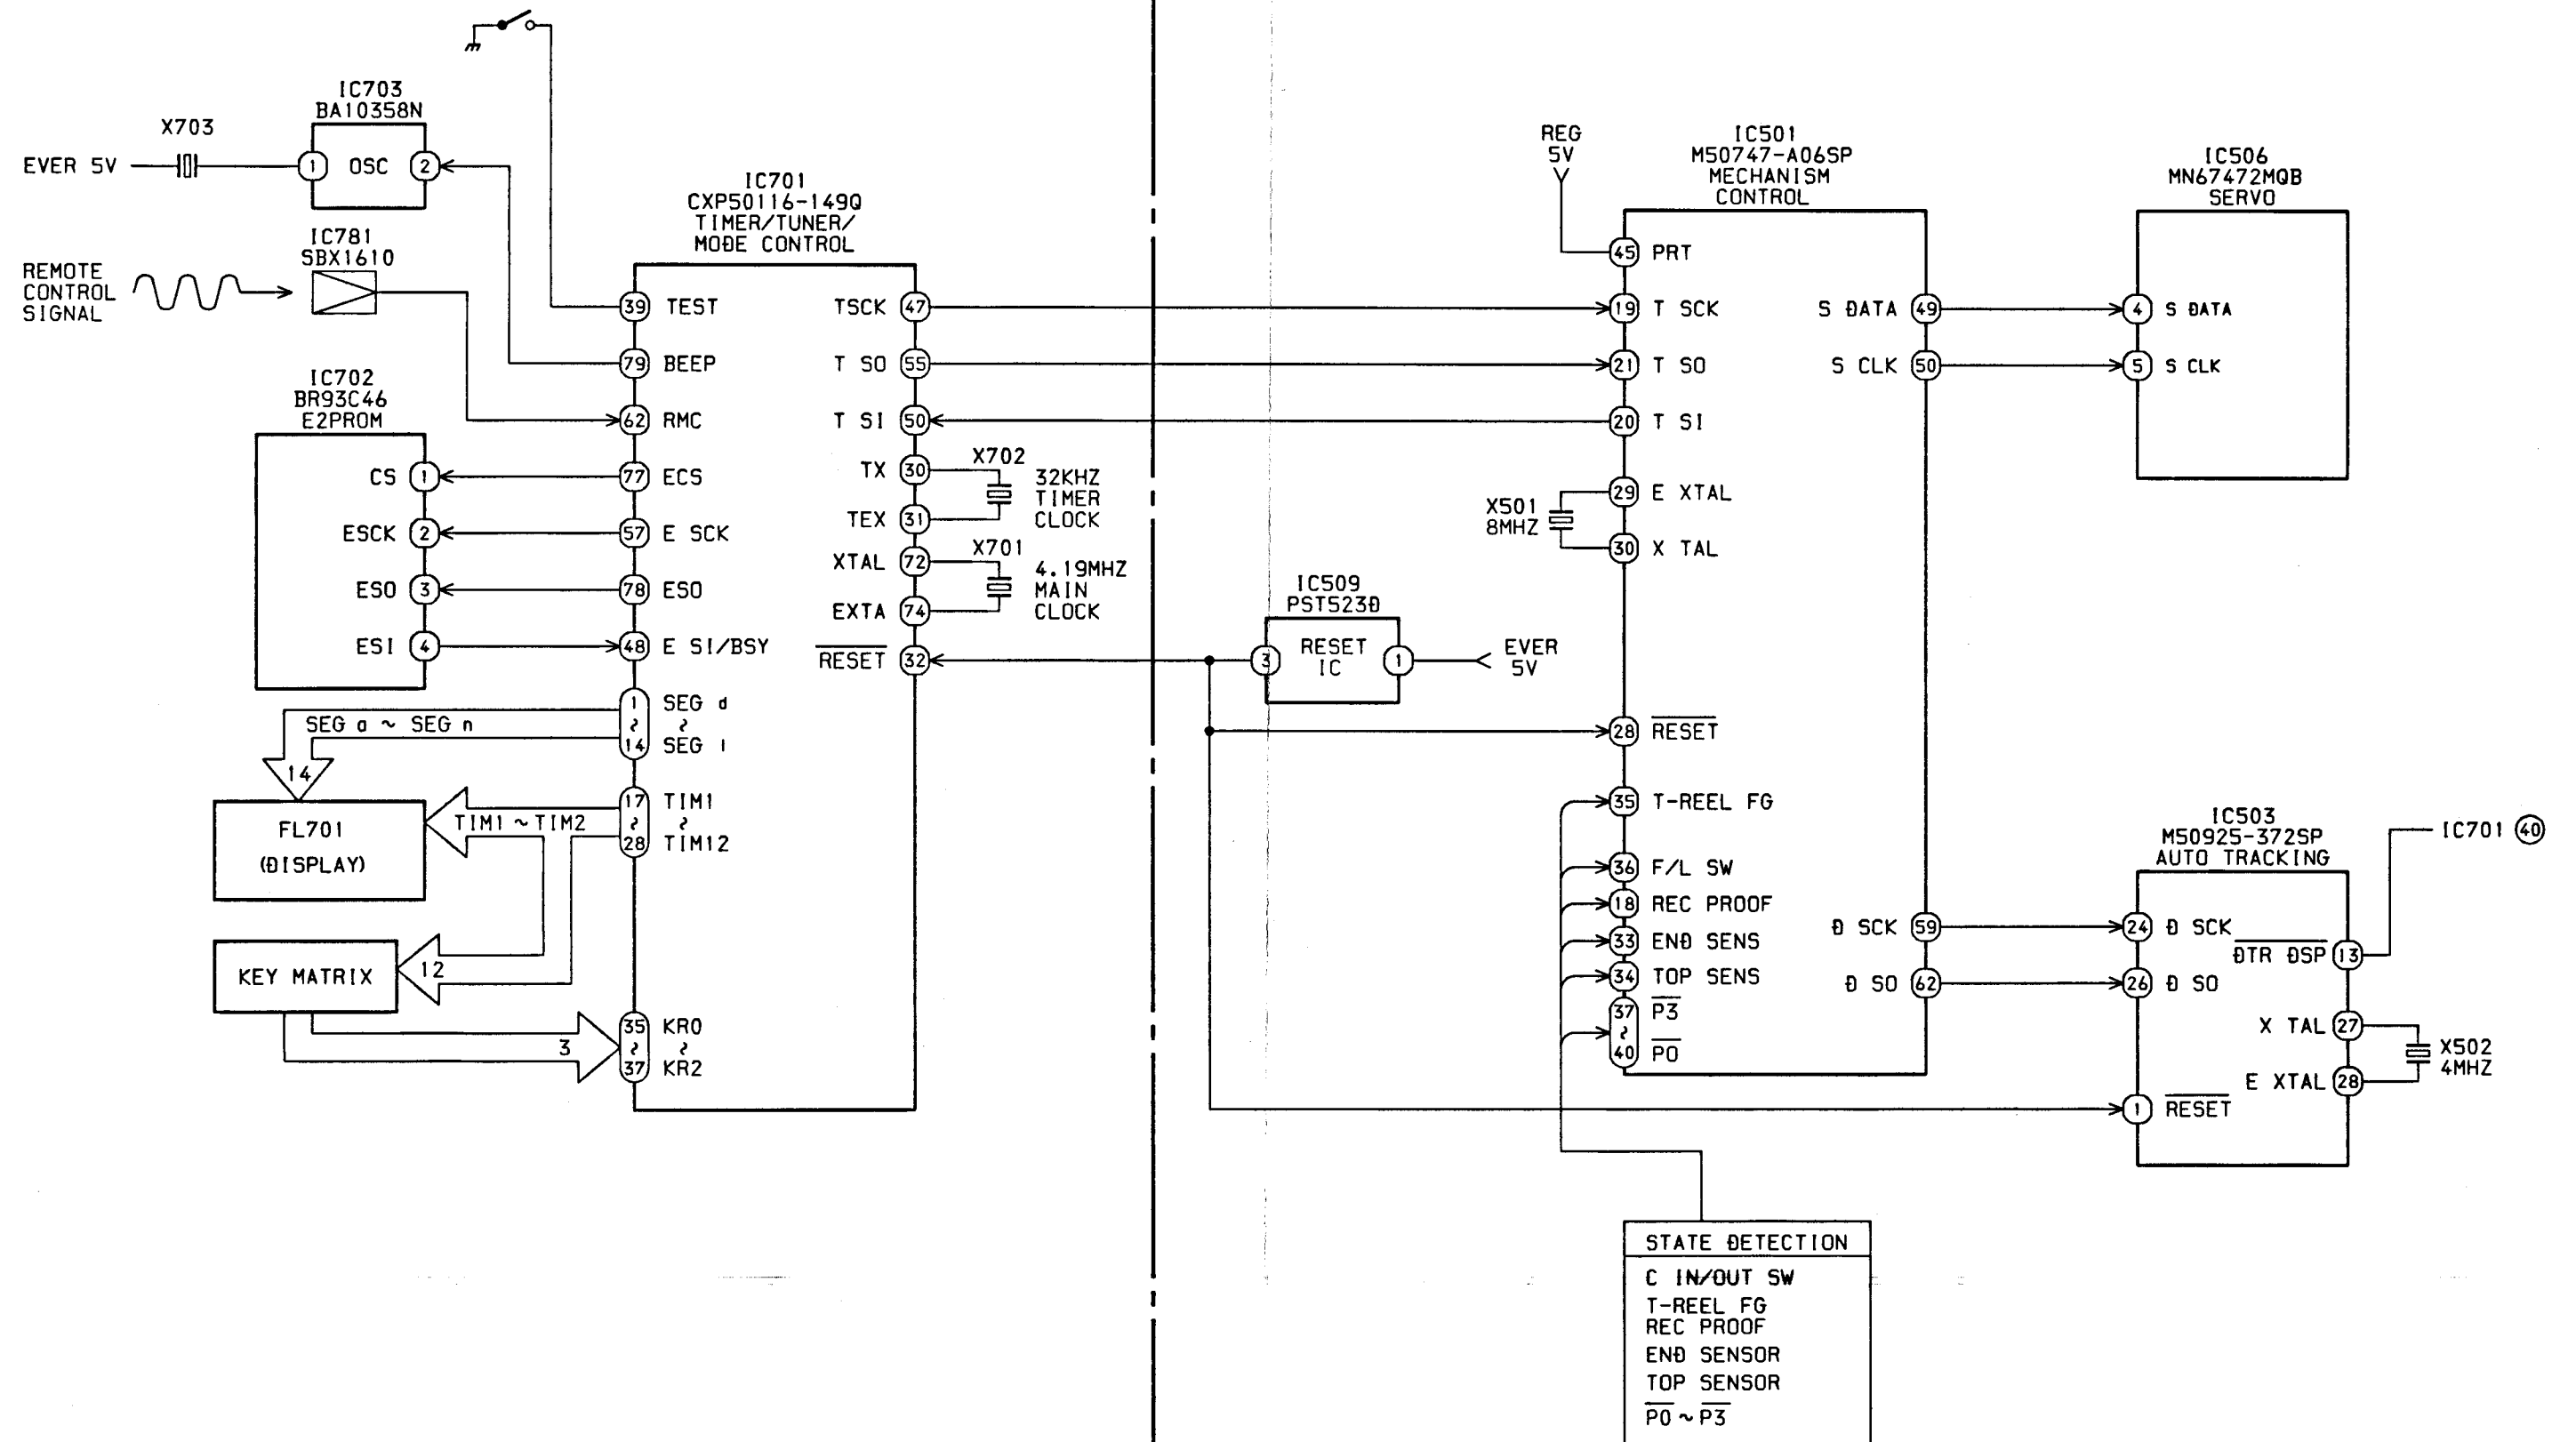 IC703
BA10358N
X703
EVER 5V
1
OSC
2
IC781
SBX1610
REMOTE
CONTROL
SIGNAL
IC702
BR93C46
E2PROM
CS 1
ESCK 2
ESO 3
ESI 4
SEG a ~ SEG n
14
FL701
(DISPLAY)
TIM1 ~ TIM2
KEY MATRIX
12
3
IC701
CXP50116-149Q
TIMER/TUNER/
MODE CONTROL
39 TEST
79 BEEP
62 RMC
77 ECS
57 E SCK
78 ESO
48 E SI/BSY
1 SEG d
~ ~
14 SEG i
17 TIM1
~ ~
28 TIM12
35 KR0
~ ~
37 KR2
TSCK 47
T SO 55
T SI 50
TX 30
TEX 31
XTAL 72
EXTA 74
RESET 32
X702
32KHZ
TIMER
CLOCK
X701
4.19MHZ
MAIN
CLOCK
IC509
PST523D
3
RESET
IC
1
EVER
5V
REG
5V
IC501
M50747-A06SP
MECHANISM
CONTROL
45 PRT
19 T SCK
21 T SO
20 T SI
X501
8MHZ
29 E XTAL
30 X TAL
28 RESET
35 T-REEL FG
36 F/L SW
18 REC PROOF
33 END SENS
34 TOP SENS
37 P3
~
40 P0
S DATA 49
S CLK 50
D SCK 59
D SO 62
IC506
MN67472MQB
SERVO
4 S DATA
5 S CLK
IC503
M50925-372SP
AUTO TRACKING
IC701 40
24 D SCK
DTR DSP 13
26 D SO
X TAL 27
X502
4MHZ
E XTAL 28
1 RESET
STATE DETECTION
C IN/OUT SW
T-REEL FG
REC PROOF
END SENSOR
TOP SENSOR
P0 ~ P3